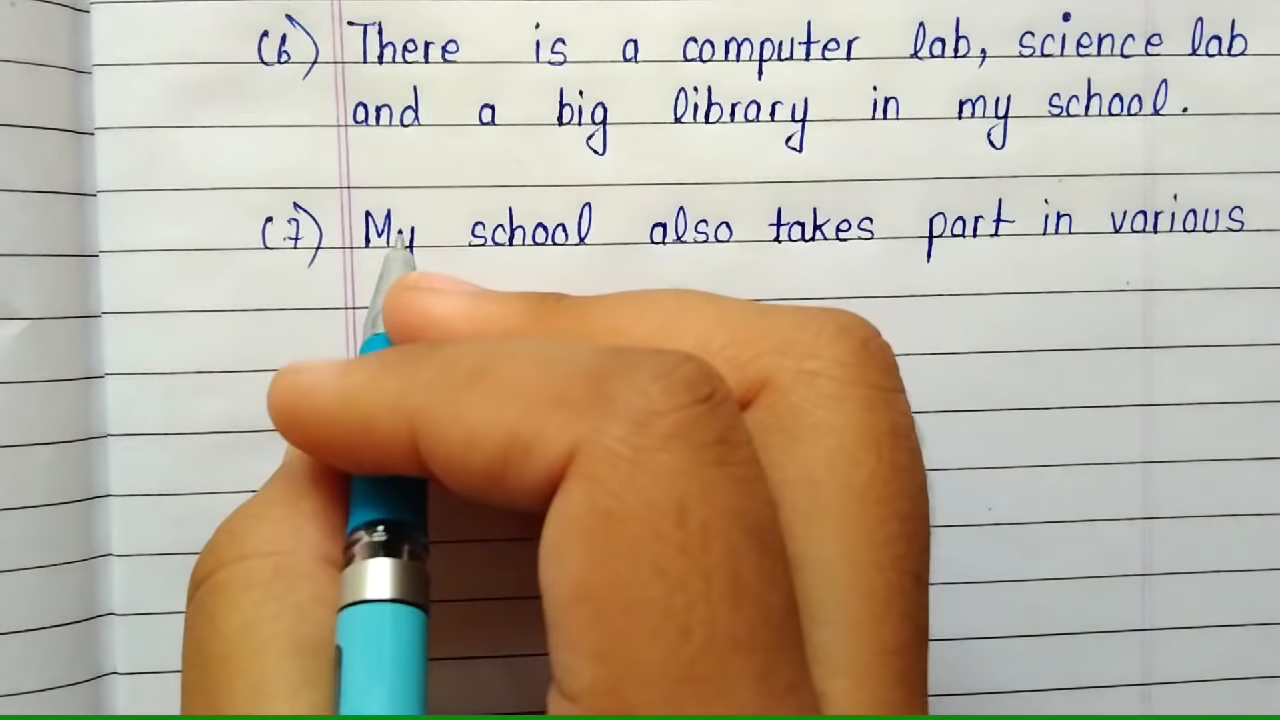 (6) There is a computer lab, science lab
and a big library in my school.
(7) My school also takes part in various